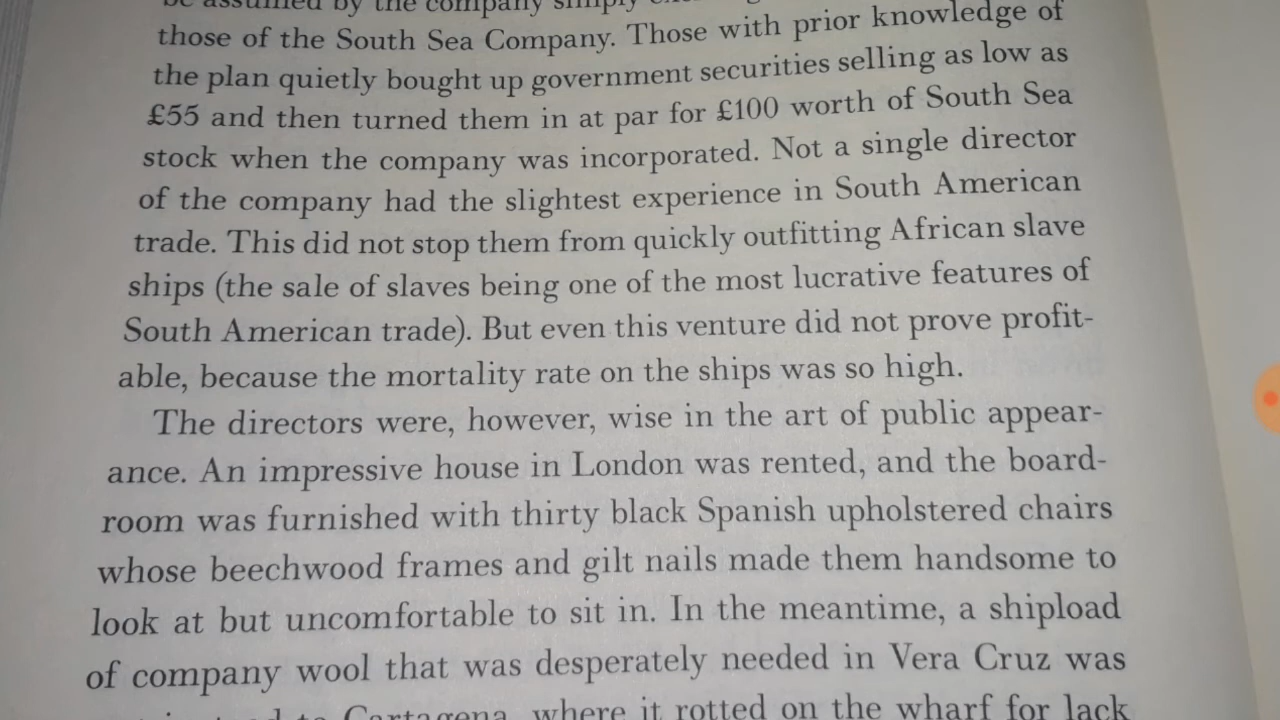 be assumed by the company simply
those of the South Sea Company. Those with prior knowledge of
the plan quietly bought up government securities selling as low as
£55 and then turned them in at par for £100 worth of South Sea
stock when the company was incorporated. Not a single director
of the company had the slightest experience in South American
trade. This did not stop them from quickly outfitting African slave
ships (the sale of slaves being one of the most lucrative features of
South American trade). But even this venture did not prove profit-
able, because the mortality rate on the ships was so high.
The directors were, however, wise in the art of public appear-
ance. An impressive house in London was rented, and the board-
room was furnished with thirty black Spanish upholstered chairs
whose beechwood frames and gilt nails made them handsome to
look at but uncomfortable to sit in. In the meantime, a shipload
of company wool that was desperately needed in Vera Cruz was
to Cartagena, where it rotted on the wharf for lack